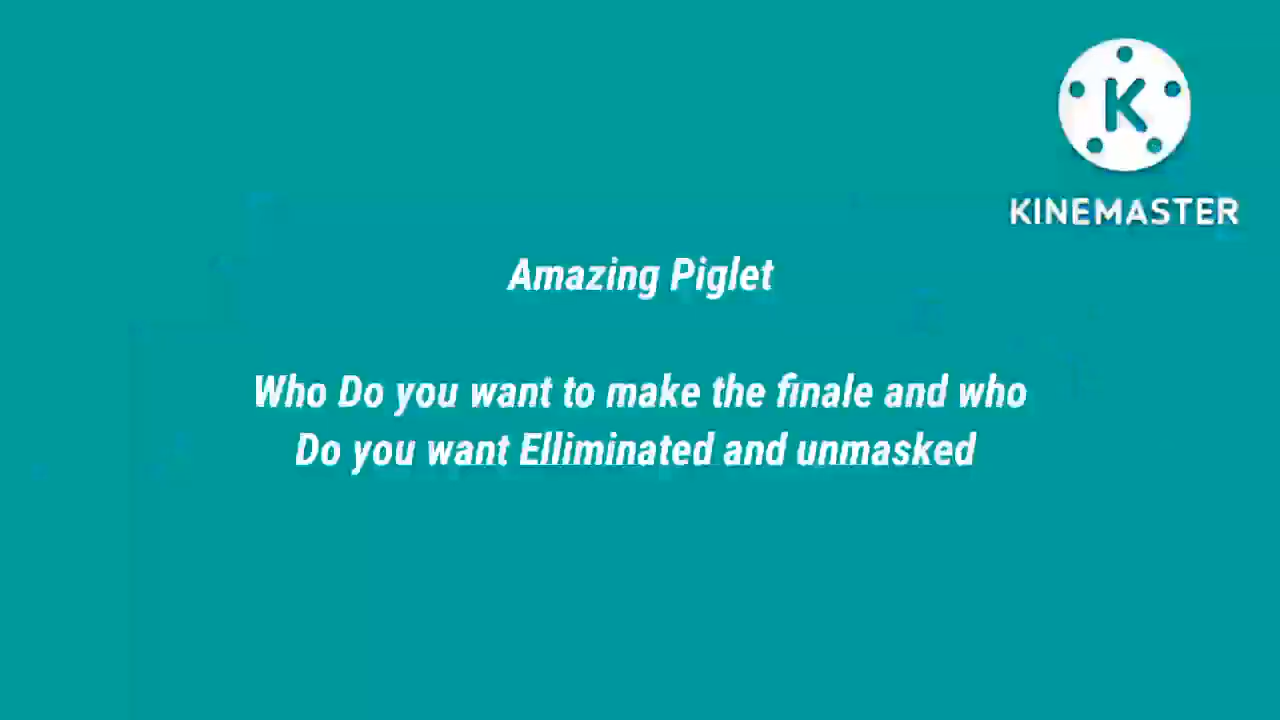 K
KINEMASTER
Amazing Piglet
Who Do you want to make the finale and who
Do you want Elliminated and unmasked